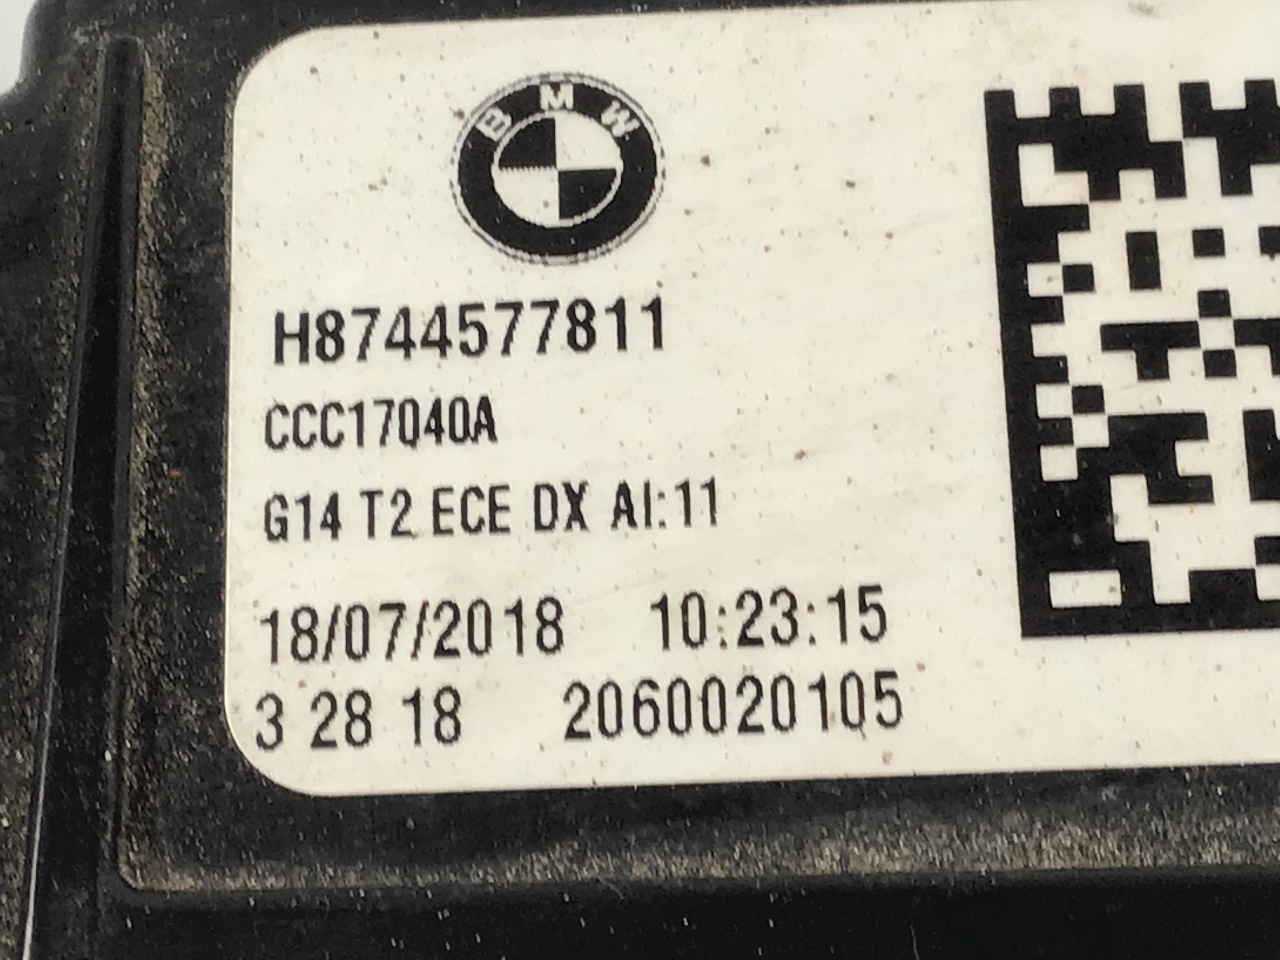 BMW
H8744577811
CCC17040A
G14 T2 ECE DX AI:11
18/07/2018 10:23:15
3 28 18 2060020105